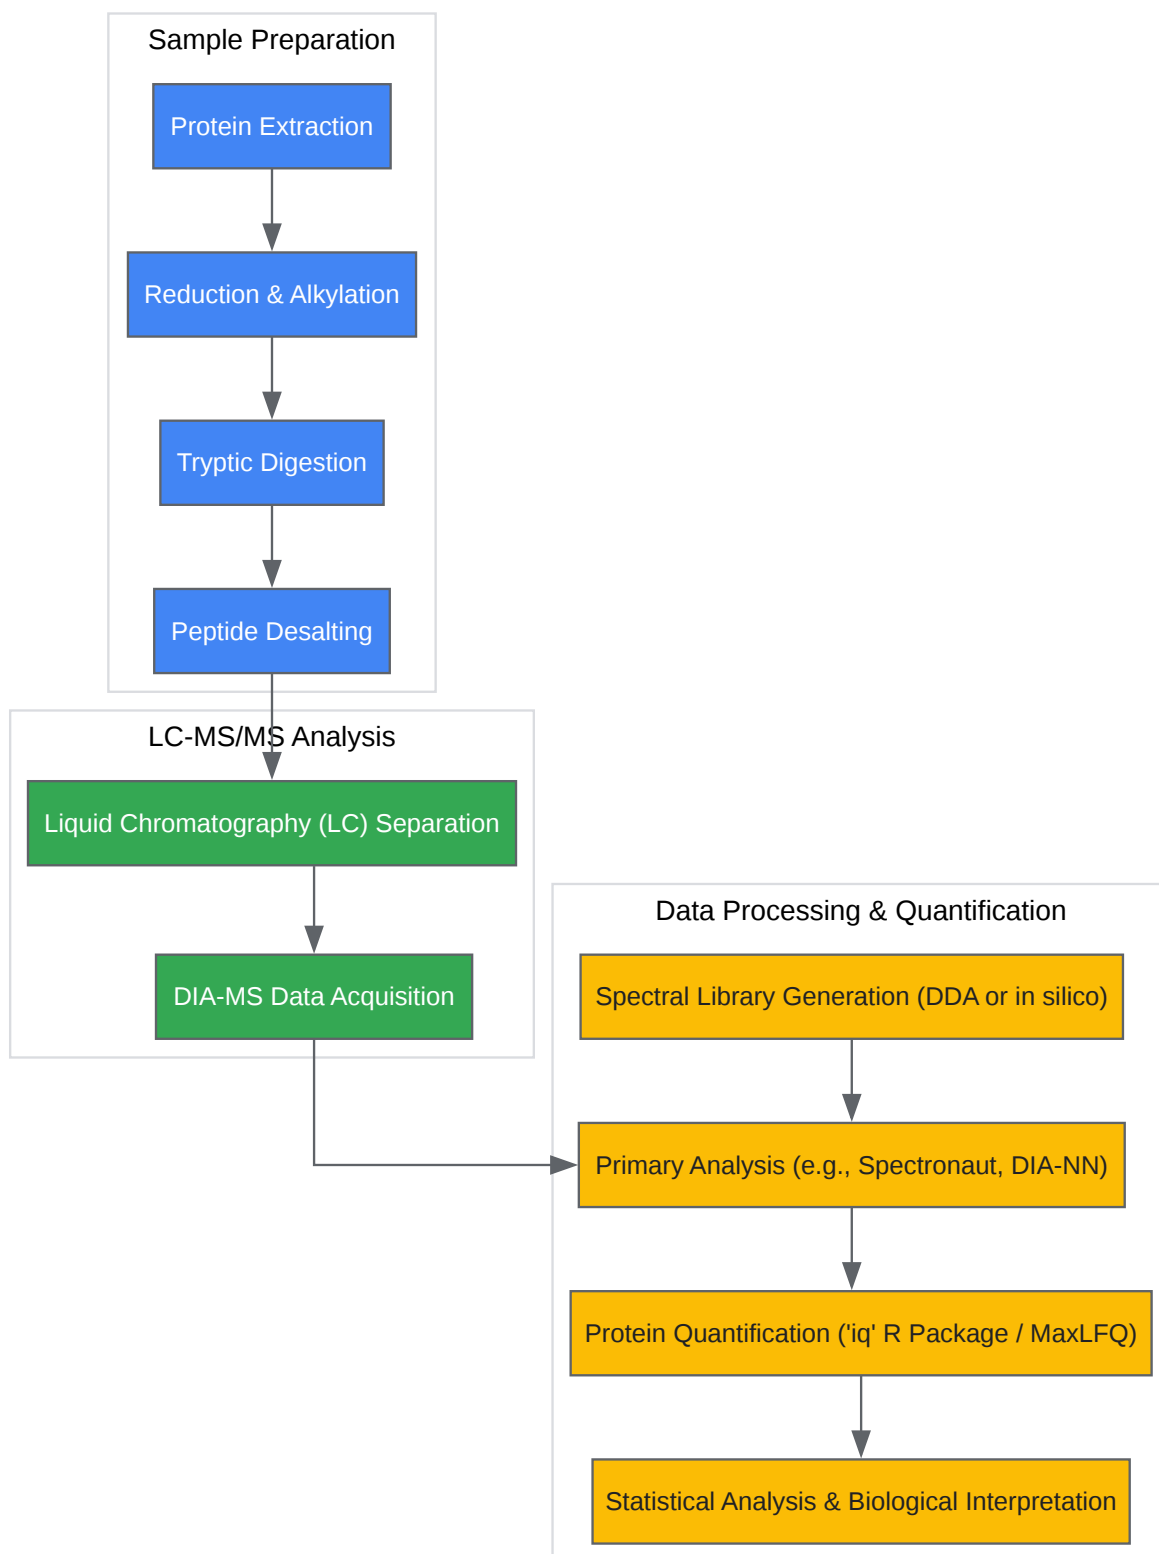 Sample Preparation
Protein Extraction
Reduction & Alkylation
Tryptic Digestion
Peptide Desalting
LC-MS/MS Analysis
Liquid Chromatography (LC) Separation
DIA-MS Data Acquisition
Data Processing & Quantification
Spectral Library Generation (DDA or in silico)
Primary Analysis (e.g., Spectronaut, DIA-NN)
Protein Quantification ('iq' R Package / MaxLFQ)
Statistical Analysis & Biological Interpretation